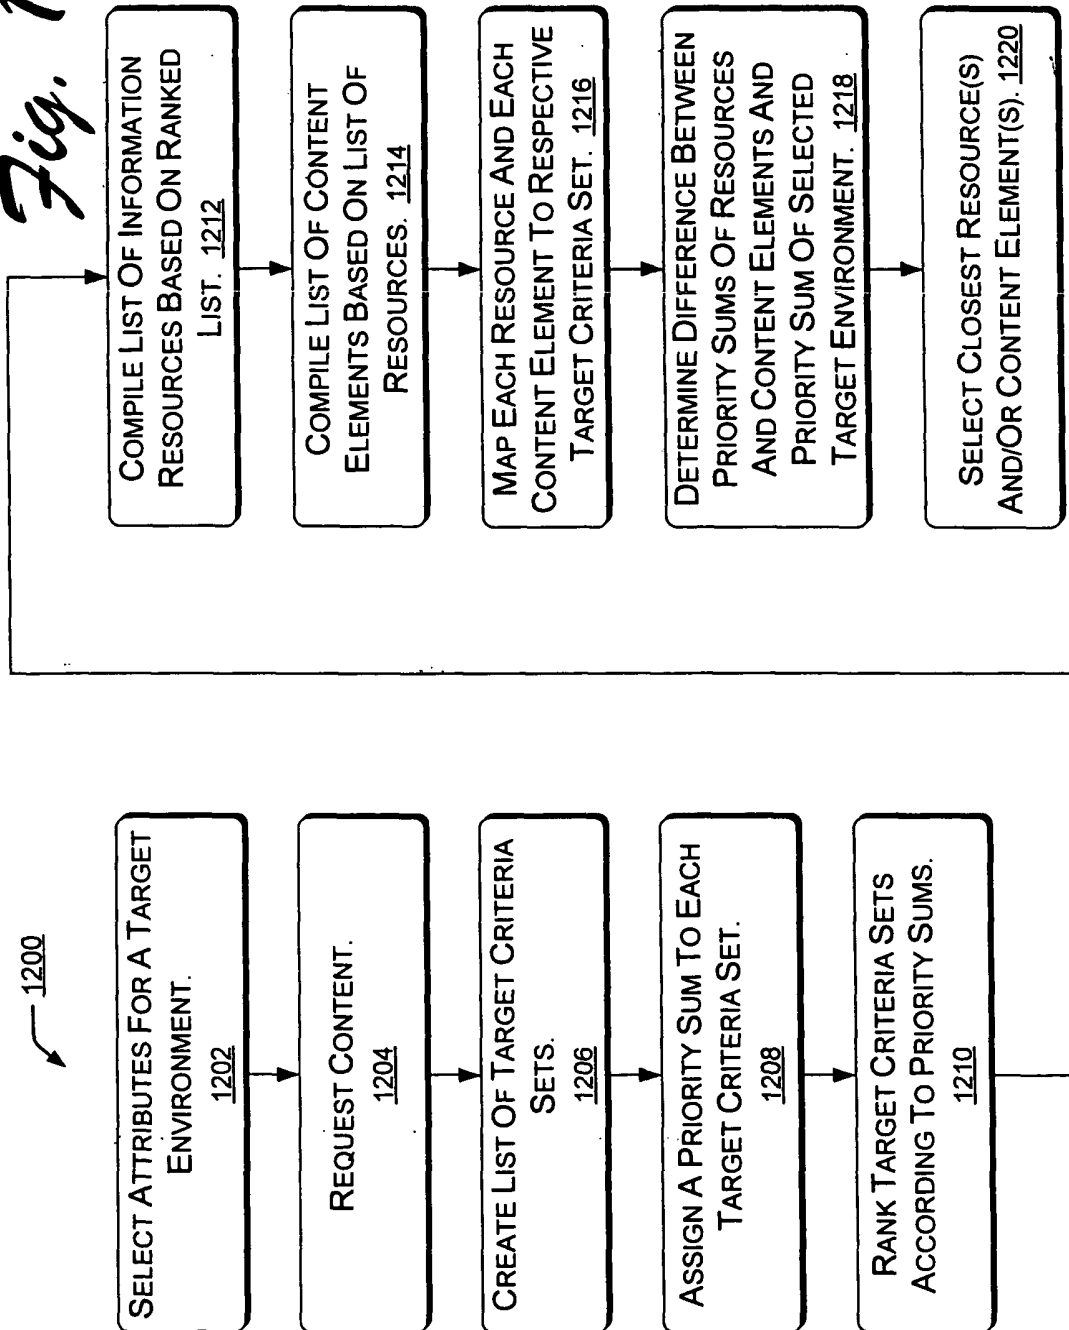 Fig.
1200
SELECT ATTRIBUTES FOR A TARGET
ENVIRONMENT.
1202
REQUEST CONTENT.
1204
CREATE LIST OF TARGET CRITERIA
SETS.
1206
ASSIGN A PRIORITY SUM TO EACH
TARGET CRITERIA SET.
1208
RANK TARGET CRITERIA SETS
ACCORDING TO PRIORITY SUMS.
1210
COMPILE LIST OF INFORMATION
RESOURCES BASED ON RANKED
LIST. 1212
COMPILE LIST OF CONTENT
ELEMENTS BASED ON LIST OF
RESOURCES. 1214
MAP EACH RESOURCE AND EACH
CONTENT ELEMENT TO RESPECTIVE
TARGET CRITERIA SET. 1216
DETERMINE DIFFERENCE BETWEEN
PRIORITY SUMS OF RESOURCES
AND CONTENT ELEMENTS AND
PRIORITY SUM OF SELECTED
TARGET ENVIRONMENT. 1218
SELECT CLOSEST RESOURCE(S)
AND/OR CONTENT ELEMENT(S). 1220